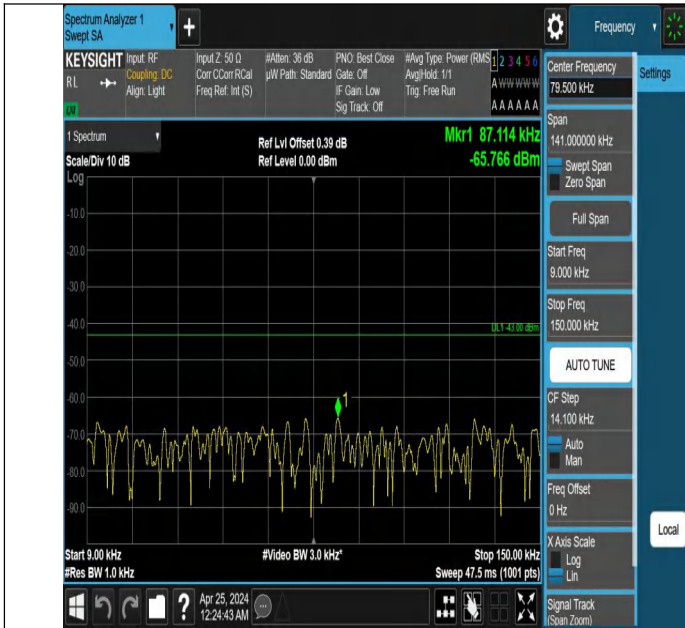 Spectrum Analyzer 1
Swept SA
+
Frequency
KEYSIGHT
RL
Input: RF
Coupling: DC
Align: Light
Input Z: 50 Ω
Corr CCorr RCal
Freq Ref: Int (S)
#Atten: 36 dB
µW Path: Standard
PNO: Best Close
Gate: Off
IF Gain: Low
Sig Track: Off
#Avg Type: Power (RMS
Avg|Hold: 1/1
Trig: Free Run
1 2 3 4 5 6
A W W W W W
A A A A A A
1 Spectrum
Scale/Div 10 dB
Log
Ref Lvl Offset 0.39 dB
Ref Level 0.00 dBm
Mkr1 87.114 kHz
-65.766 dBm
-10.0
-20.0
-30.0
-40.0
-50.0
-60.0
-70.0
-80.0
-90.0
DL1 -43.00 dBm
1
Start 9.00 kHz
#Res BW 1.0 kHz
#Video BW 3.0 kHz*
Stop 150.00 kHz
Sweep 47.5 ms (1001 pts)
Center Frequency
79.500 kHz
Settings
Span
141.000000 kHz
Swept Span
Zero Span
Full Span
Start Freq
9.000 kHz
Stop Freq
150.000 kHz
AUTO TUNE
CF Step
14.100 kHz
Auto
Man
Freq Offset
0 Hz
X Axis Scale
Log
Lin
Local
Signal Track
(Span Zoom)
?
Apr 25, 2024
12:24:43 AM